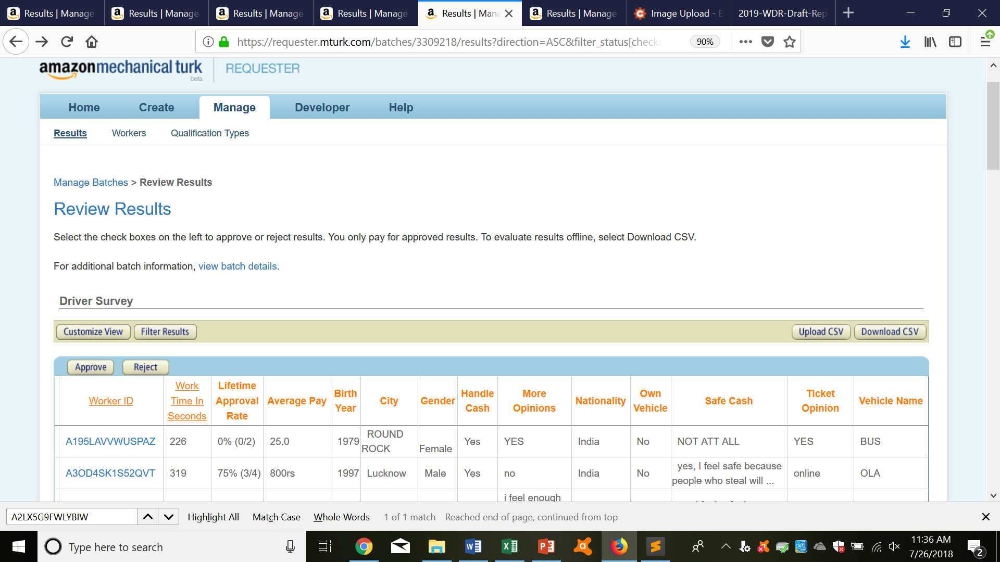 Results | Manage
Results | Manage
Results | Manage
Results | Manage
Results | Mana
Results | Manage
Image Upload - E
2019-WDR-Draft-Rep
https://requester.mturk.com/batches/3309218/results?direction=ASC&filter_status[checke
90%
amazonmechanical turk
beta
REQUESTER
Home Create Manage Developer Help
Results Workers Qualification Types
Manage Batches > Review Results
Review Results
Select the check boxes on the left to approve or reject results. You only pay for approved results. To evaluate results offline, select Download CSV.
For additional batch information, view batch details.
Driver Survey
Customize View Filter Results Upload CSV Download CSV
Approve Reject
Worker ID
Work
Time In
Seconds
Lifetime
Approval
Rate
Average Pay
Birth
Year
City
Gender
Handle
Cash
More
Opinions
Nationality
Own
Vehicle
Safe Cash
Ticket
Opinion
Vehicle Name
A195LAVVWUSPAZ
226
0% (0/2)
25.0
1979
ROUND
ROCK
Female
Yes
YES
India
No
NOT ATT ALL
YES
BUS
A3OD4SK1S52QVT
319
75% (3/4)
800rs
1997
Lucknow
Male
Yes
no
India
No
yes, I feel safe because
people who steal will ...
online
OLA
i feel enough
A2LX5G9FWLYBIW
Highlight All Match Case Whole Words 1 of 1 match Reached end of page, continued from top
Type here to search
11:36 AM
7/26/2018
2